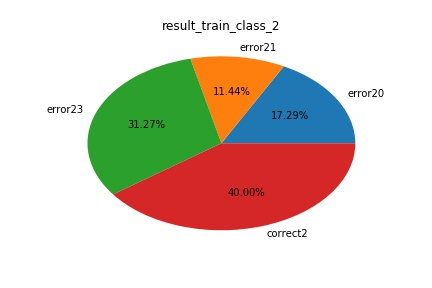 result_train_class_2
error21
error20
11.44%
error23
17.29%
31.27%
40.00%
correct2